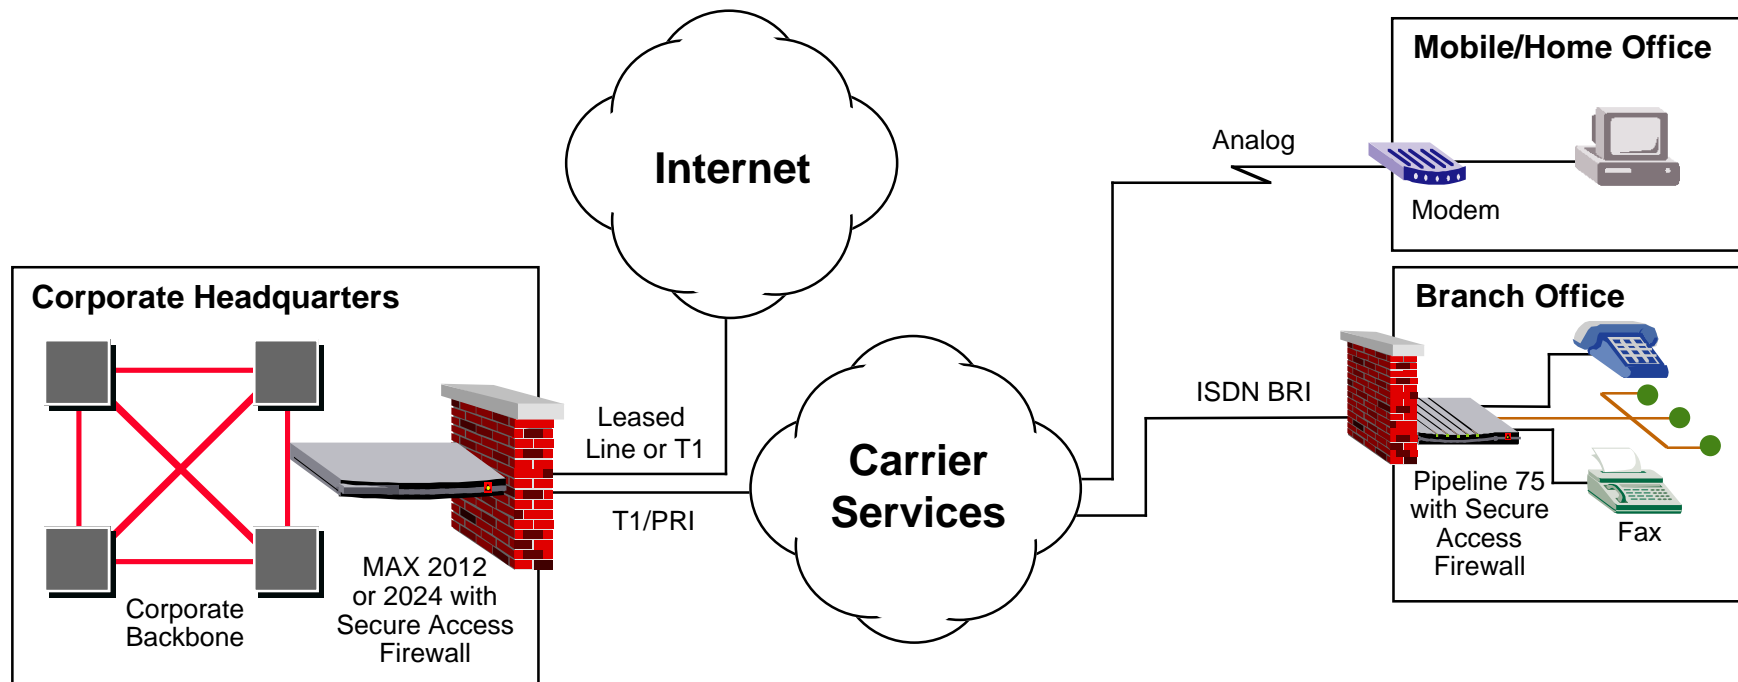 Internet
Mobile/Home Office
Analog
Modem
Corporate Headquarters
Leased
Line or T1
T1/PRI
MAX 2012
or 2024 with
Secure Access
Firewall
Corporate
Backbone
Carrier
Services
ISDN BRI
Branch Office
Pipeline 75
with Secure
Access
Firewall
Fax